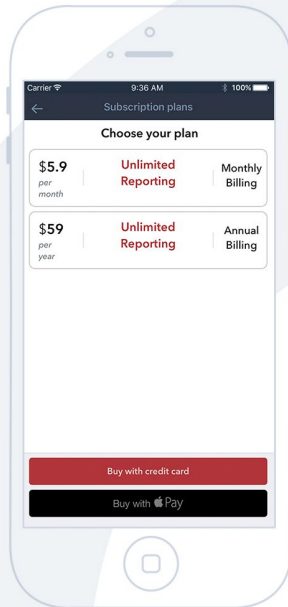 Carrier 9:36 AM 100%
Subscription plans
Choose your plan
$5.9
per
month
Unlimited
Reporting
Monthly
Billing
$59
per
year
Unlimited
Reporting
Annual
Billing
Buy with credit card
Buy with Pay